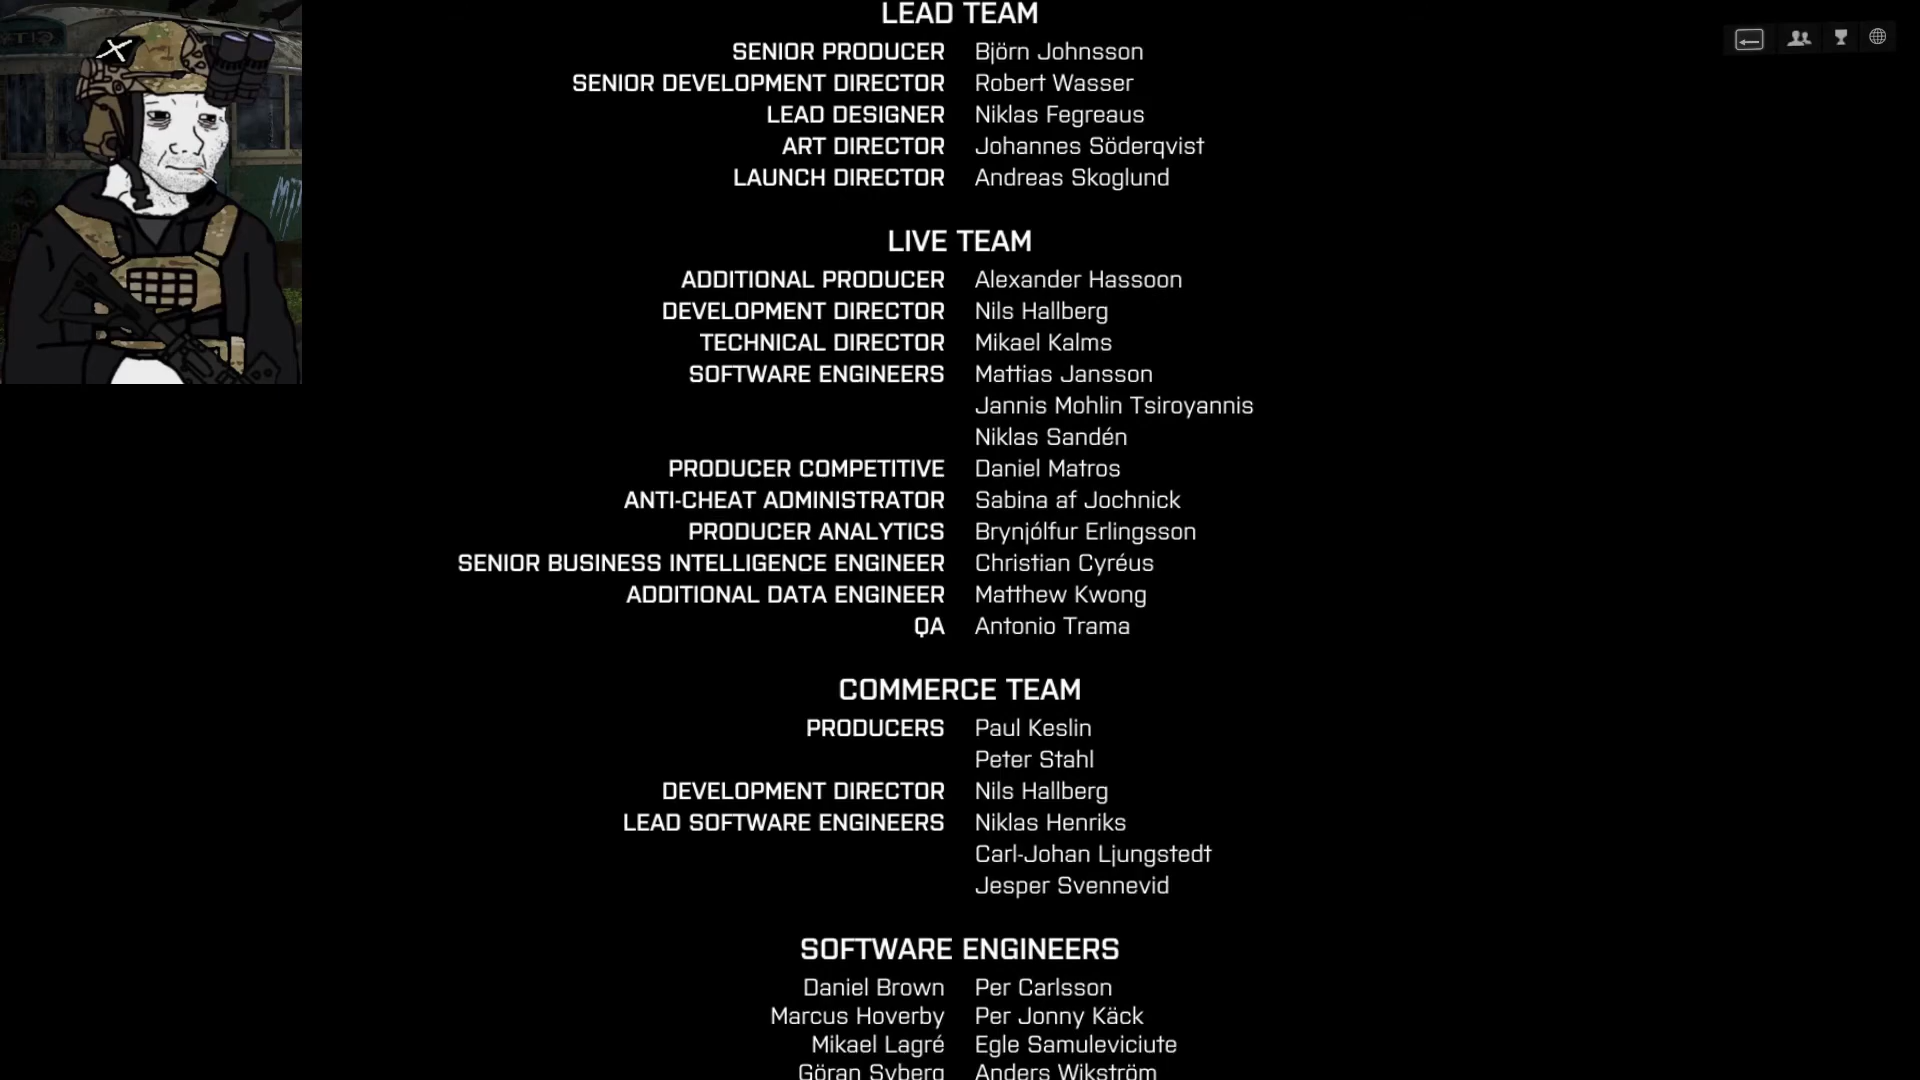 LEAD TEAM
SENIOR PRODUCER Björn Johnsson
SENIOR DEVELOPMENT DIRECTOR Robert Wasser
LEAD DESIGNER Niklas Fegreaus
ART DIRECTOR Johannes Söderqvist
LAUNCH DIRECTOR Andreas Skoglund
LIVE TEAM
ADDITIONAL PRODUCER Alexander Hassoon
DEVELOPMENT DIRECTOR Nils Hallberg
TECHNICAL DIRECTOR Mikael Kalms
SOFTWARE ENGINEERS Mattias Jansson
Jannis Mohlin Tsiroyannis
Niklas Sandén
PRODUCER COMPETITIVE Daniel Matros
ANTI-CHEAT ADMINISTRATOR Sabina af Jochnick
PRODUCER ANALYTICS Brynjólfur Erlingsson
SENIOR BUSINESS INTELLIGENCE ENGINEER Christian Cyréus
ADDITIONAL DATA ENGINEER Matthew Kwong
QA Antonio Trama
COMMERCE TEAM
PRODUCERS Paul Keslin
Peter Stahl
DEVELOPMENT DIRECTOR Nils Hallberg
LEAD SOFTWARE ENGINEERS Niklas Henriks
Carl-Johan Ljungstedt
Jesper Svennevid
SOFTWARE ENGINEERS
Daniel Brown Per Carlsson
Marcus Hoverby Per Jonny Käck
Mikael Lagré Egle Samuleviciute
Göran Syberg Anders Wikström